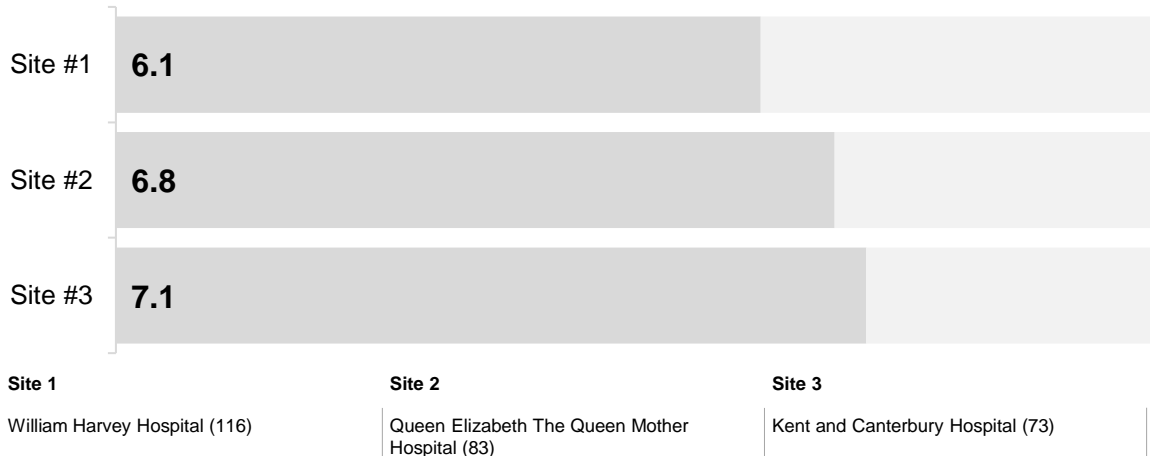 Site #1 6.1
Site #2 6.8
Site #3 7.1
Site 1 Site 2 Site 3
William Harvey Hospital (116)
Queen Elizabeth The Queen Mother
Hospital (83)
Kent and Canterbury Hospital (73)